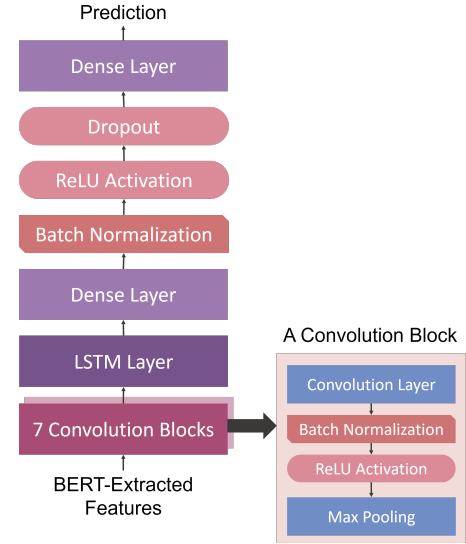 Prediction
Dense Layer
Dropout
ReLU Activation
Batch Normalization
Dense Layer
LSTM Layer
7 Convolution Blocks
BERT-Extracted
Features
A Convolution Block
Convolution Layer
Batch Normalization
ReLU Activation
Max Pooling